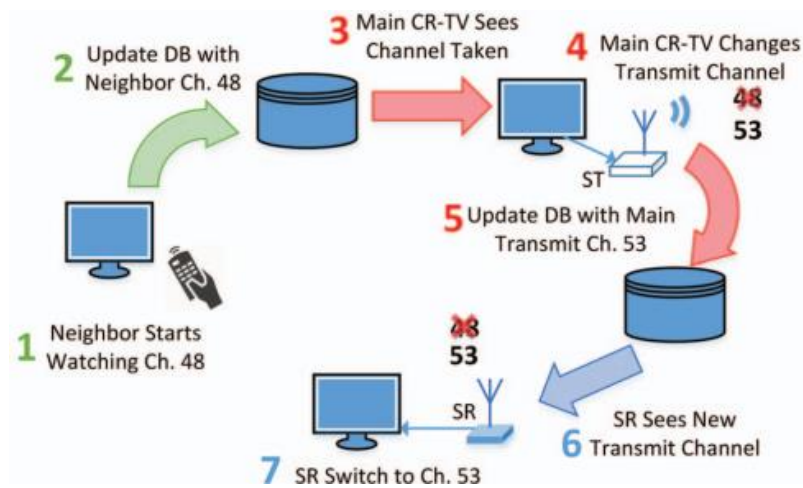 1
Neighbor Starts
Watching Ch. 48
2
Update DB with
Neighbor Ch. 48
3
Main CR-TV Sees
Channel Taken
4
Main CR-TV Changes
Transmit Channel
48
53
ST
5
Update DB with Main
Transmit Ch. 53
6
SR Sees New
Transmit Channel
48
53
SR
7
SR Switch to Ch. 53